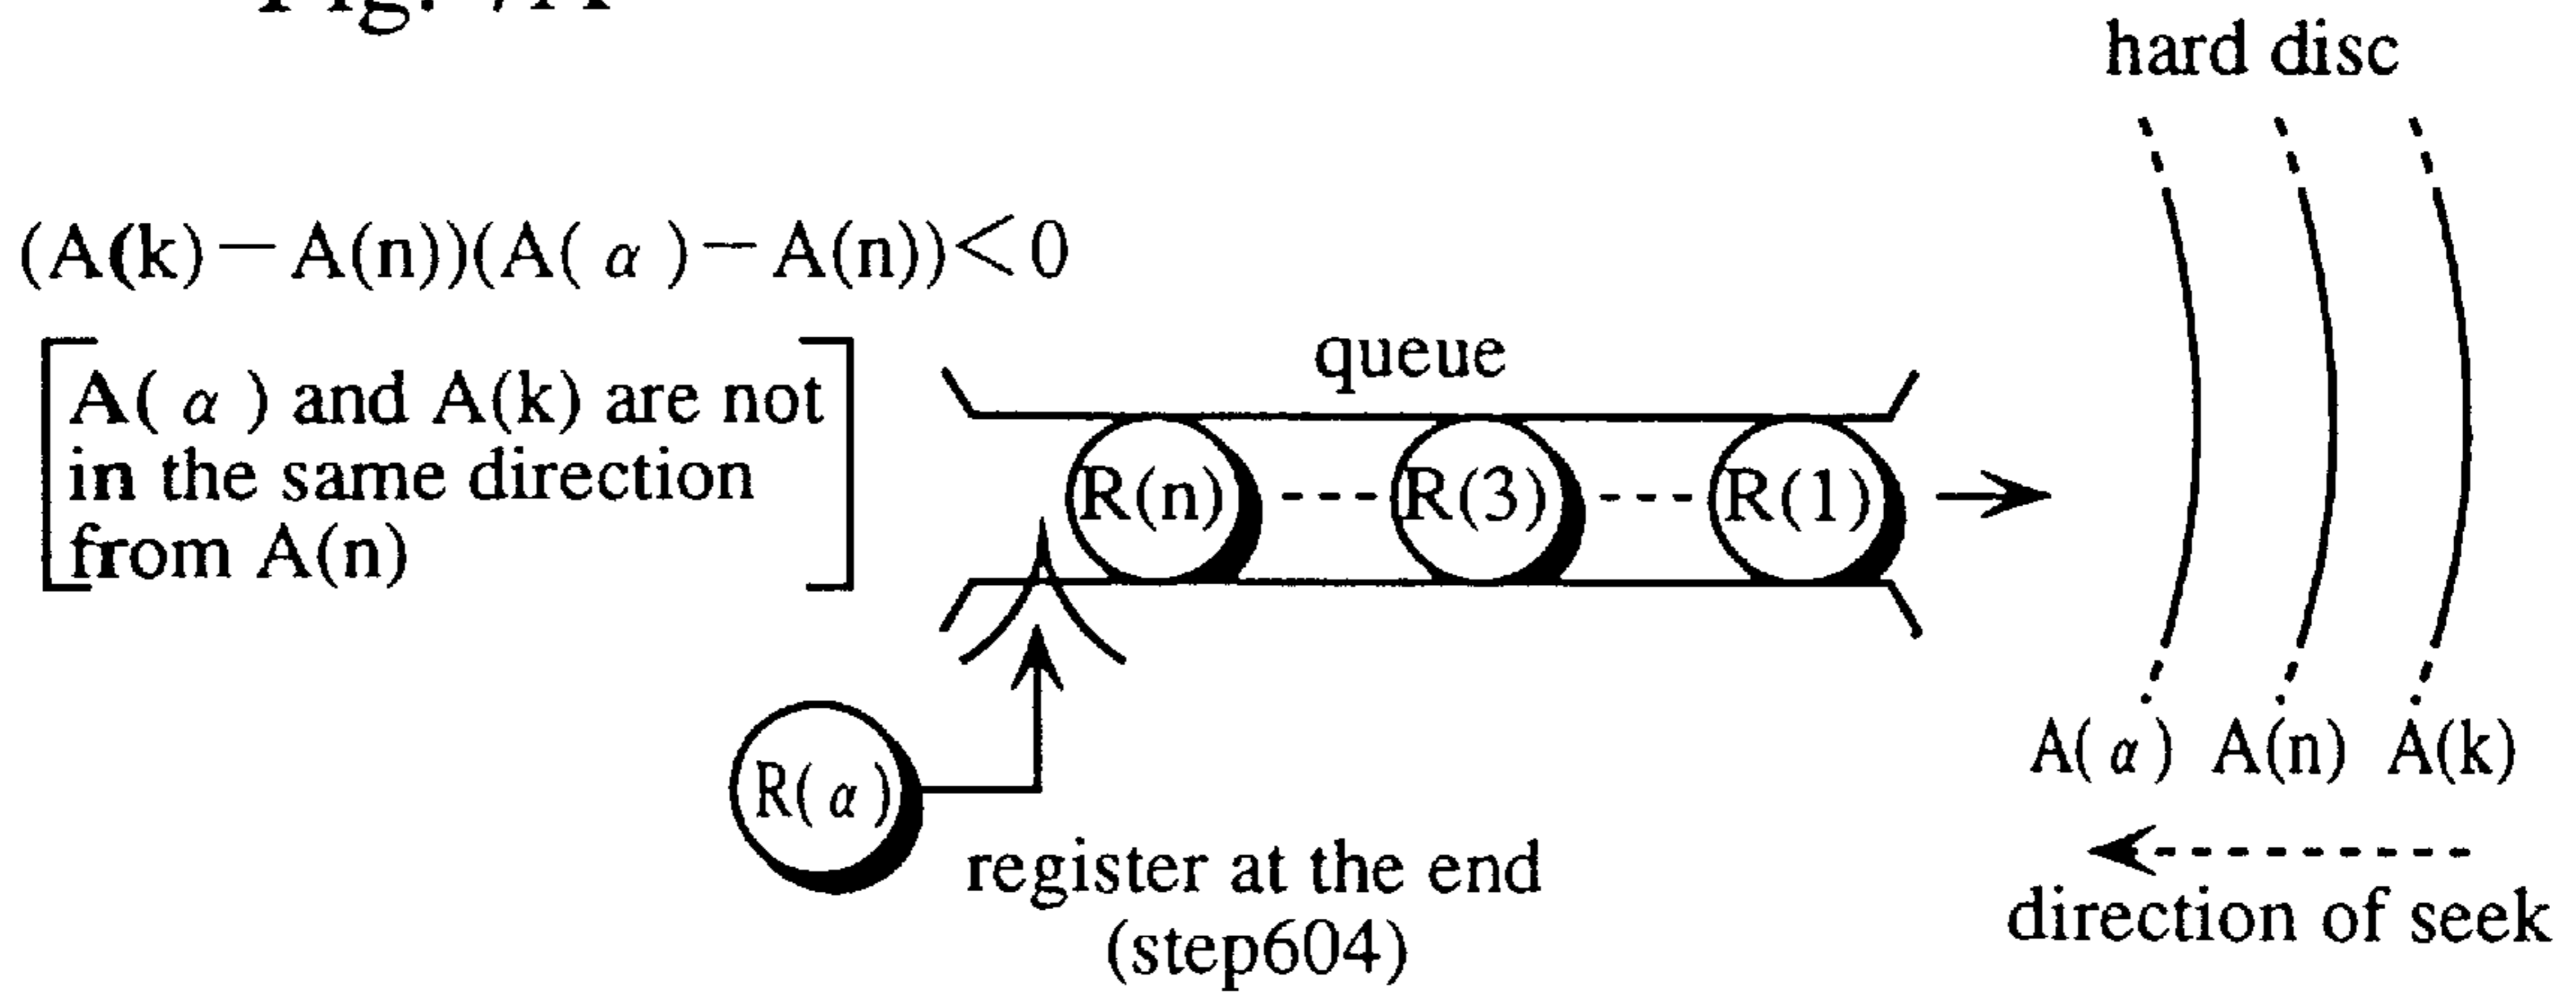 hard disc
(A(k)－A(n))(A( α )－A(n))＜0
A( α ) and A(k) are not
in the same direction
from A(n)
queue
R(n) --- R(3) --- R(1)
A( α ) A(n) A(k)
R( α )
register at the end
(step604)
direction of seek